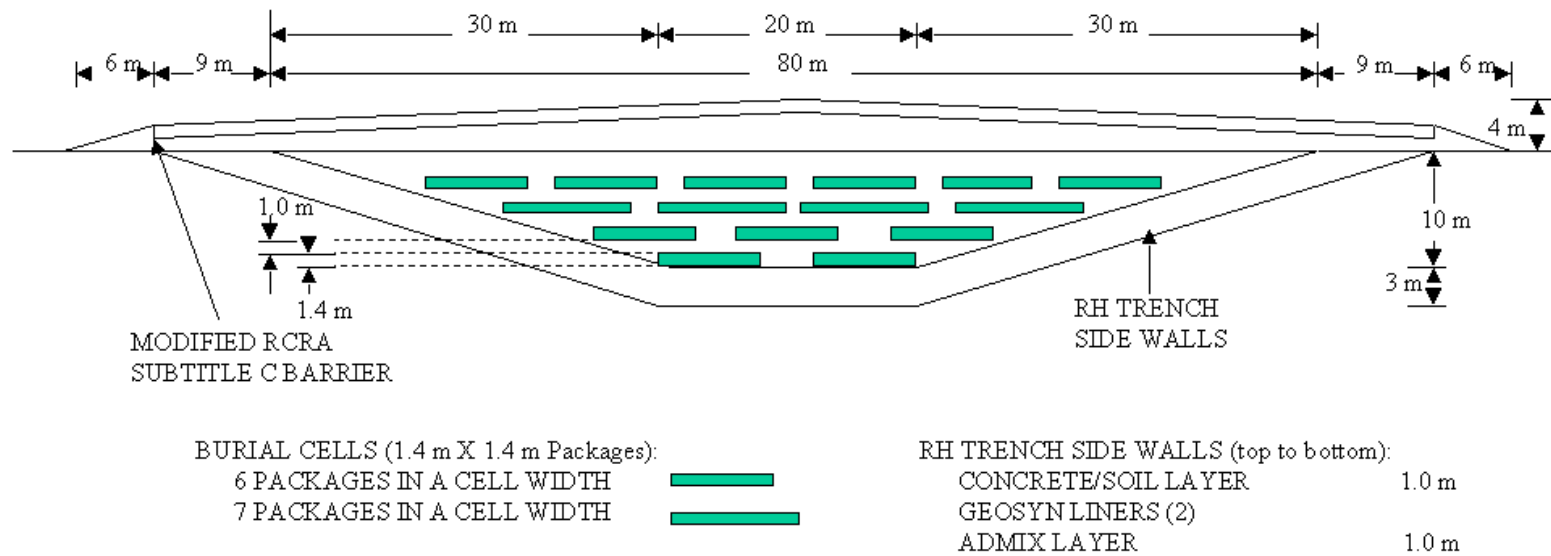 30 m 20 m 30 m
6 m 9 m 80 m 9 m 6 m
4 m
1.0 m
10 m
1.4 m
3 m
MODIFIED RCRA
SUBTITLE C BARRIER
RH TRENCH
SIDE WALLS
BURIAL CELLS (1.4 m X 1.4 m Packages):
6 PACKAGES IN A CELL WIDTH
7 PACKAGES IN A CELL WIDTH
RH TRENCH SIDE WALLS (top to bottom):
CONCRETE/SOIL LAYER 1.0 m
GEOSYN LINERS (2)
ADMIX LAYER 1.0 m